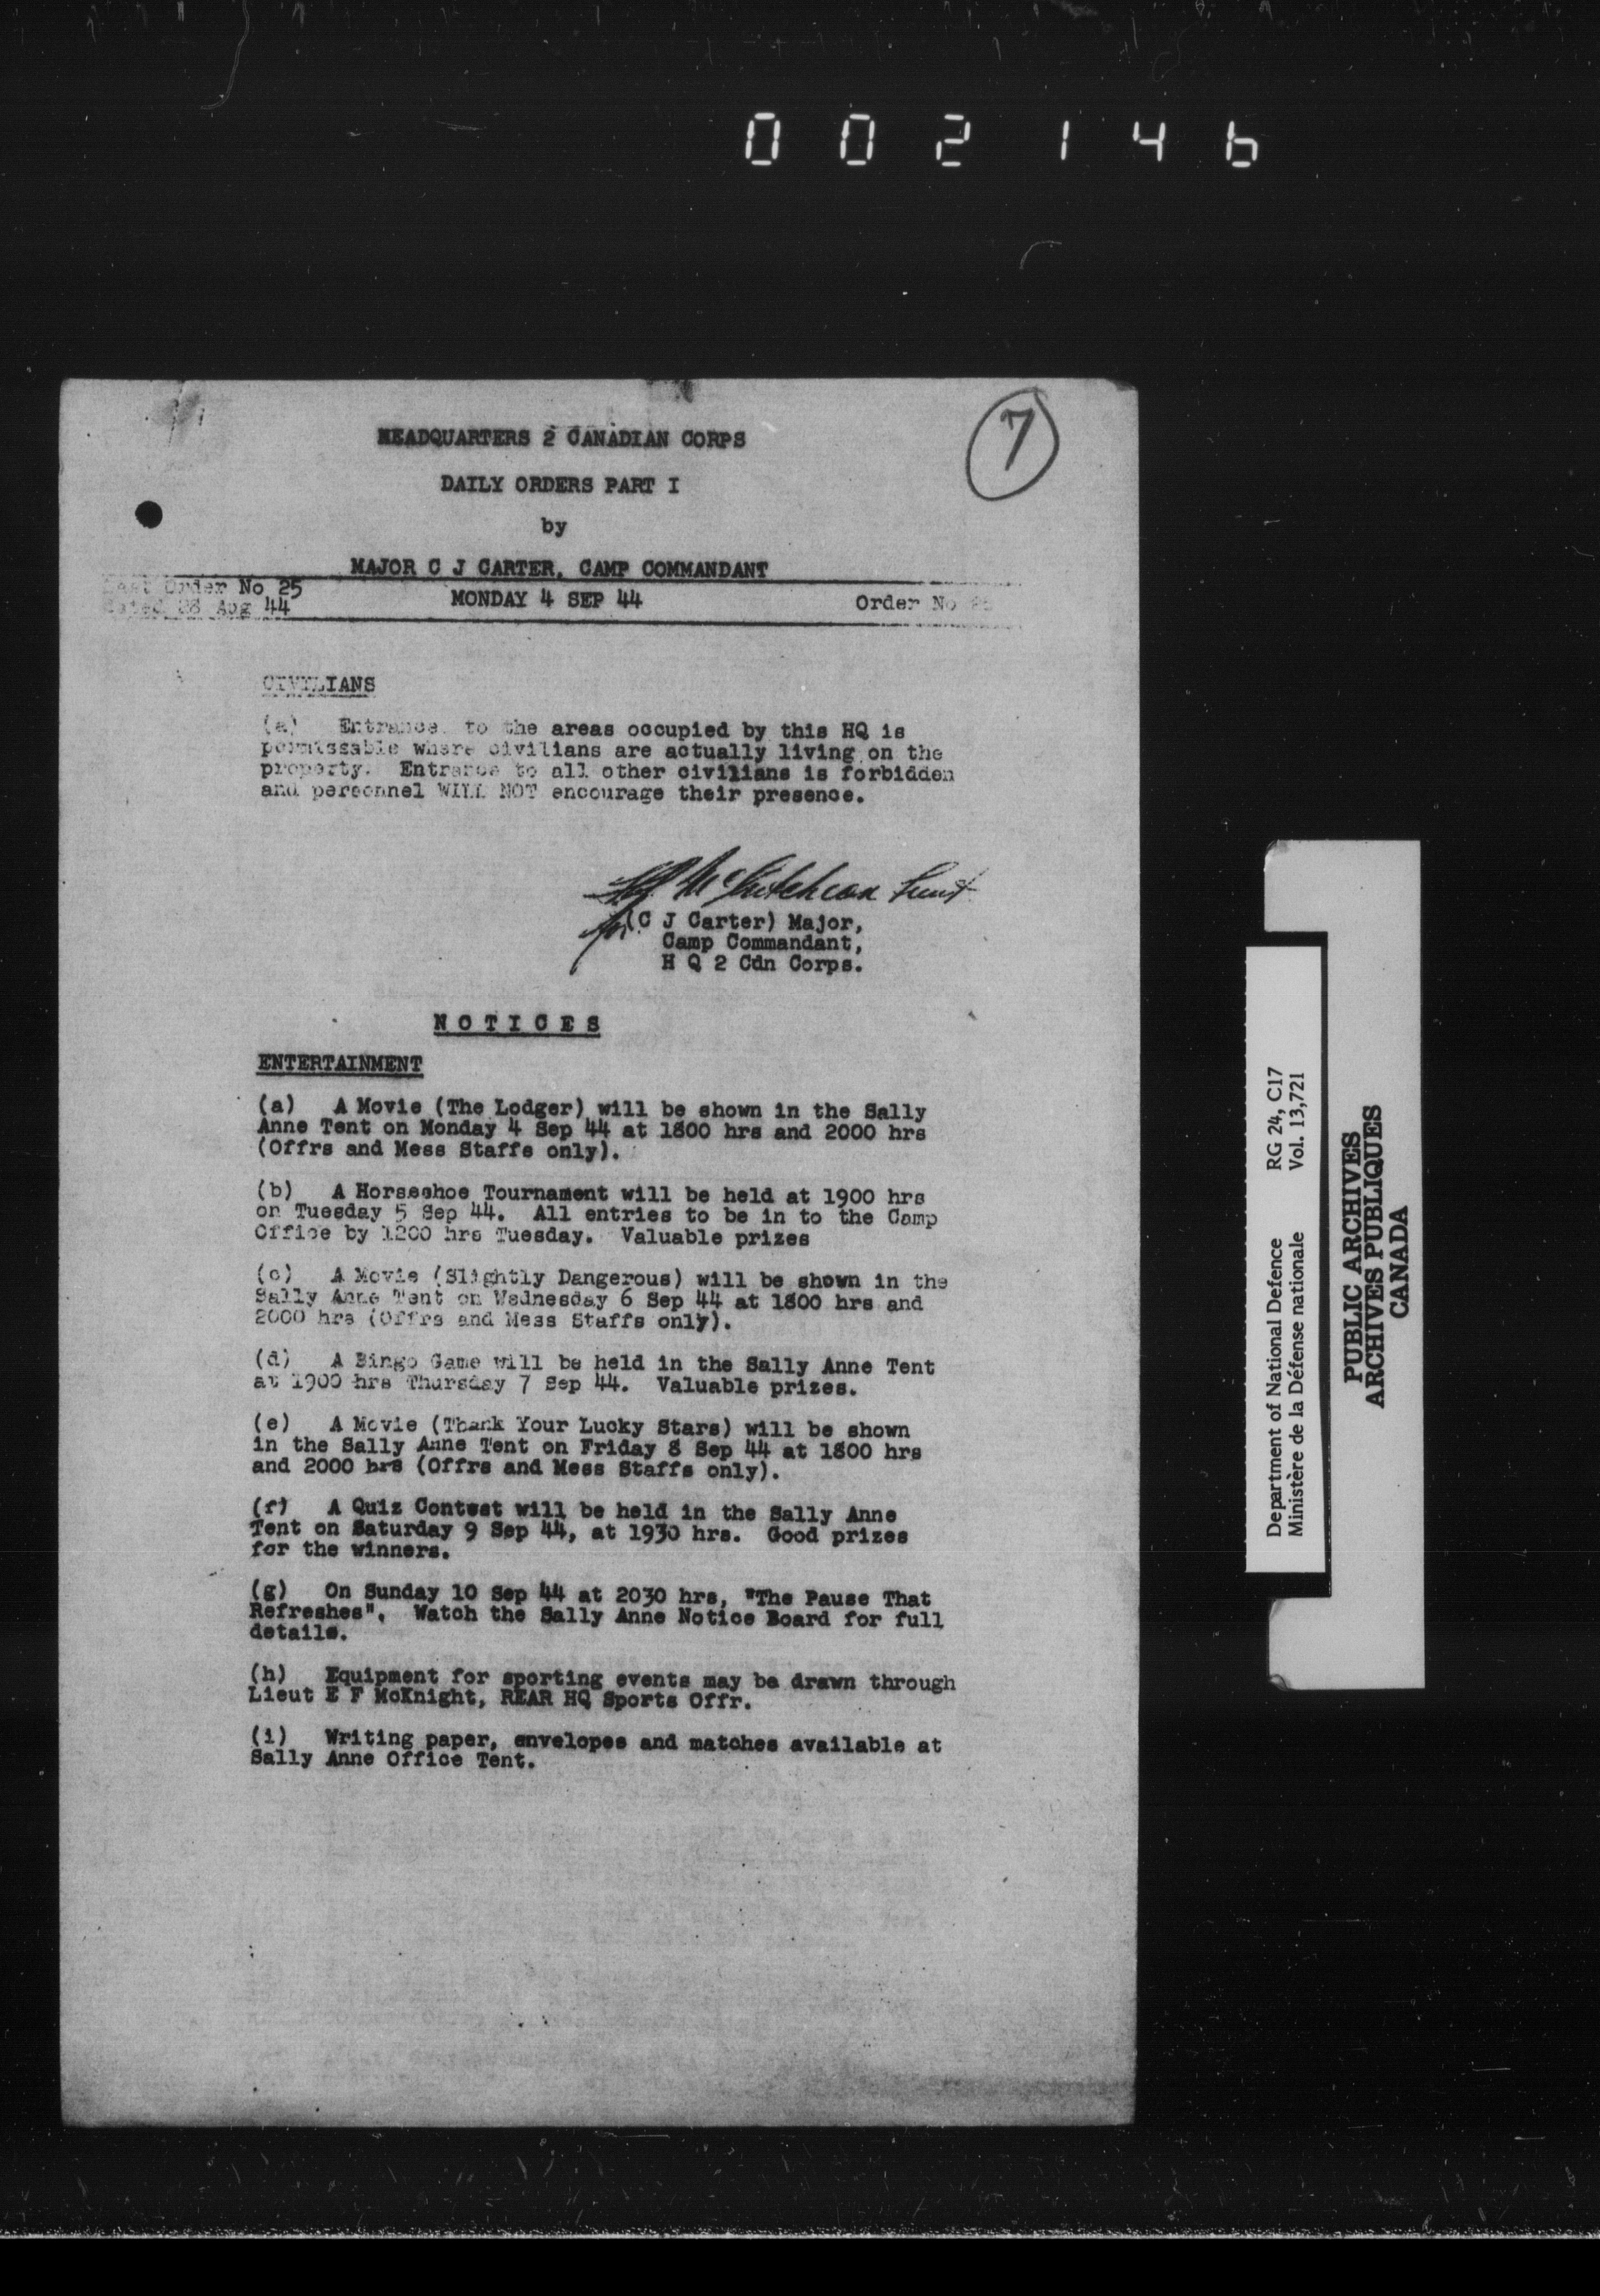 002146
7
HEADQUARTERS 2 CANADIAN CORPS
DAILY ORDERS PART I
by
MAJOR C J CARTER, CAMP COMMANDANT
Last Order No 25
Dated 28 Aug 44
MONDAY 4 SEP 44
Order No
CIVILIANS
(a) Entrance to the areas occupied by this HQ is
permissable where civilians are actually living on the
property. Entrance to all other civilians is forbidden
and personnel WILL NOT encourage their presence.
for (C J Carter) Major,
Camp Commandant,
H Q 2 Cdn Corps.
NOTICES
ENTERTAINMENT
(a) A Movie (The Lodger) will be shown in the Sally
Anne Tent on Monday 4 Sep 44 at 1800 hrs and 2000 hrs
(Offrs and Mess Staffs only).
(b) A Horseshoe Tournament will be held at 1900 hrs
on Tuesday 5 Sep 44. All entries to be in to the Camp
Office by 1200 hrs Tuesday. Valuable prizes
(c) A Movie (Slightly Dangerous) will be shown in the
Sally Anne Tent on Wednesday 6 Sep 44 at 1800 hrs and
2000 hrs (Offrs and Mess Staffs only).
(d) A Bingo Game will be held in the Sally Anne Tent
at 1900 hrs Thursday 7 Sep 44. Valuable prizes.
(e) A Movie (Thank Your Lucky Stars) will be shown
in the Sally Anne Tent on Friday 8 Sep 44 at 1800 hrs
and 2000 hrs (Offrs and Mess Staffs only).
(f) A Quiz Contest will be held in the Sally Anne
Tent on Saturday 9 Sep 44, at 1930 hrs. Good prizes
for the winners.
(g) On Sunday 10 Sep 44 at 2030 hrs, "The Pause That
Refreshes". Watch the Sally Anne Notice Board for full
details.
(h) Equipment for sporting events may be drawn through
Lieut E F McKnight, REAR HQ Sports Offr.
(i) Writing paper, envelopes and matches available at
Sally Anne Office Tent.
Department of National Defence RG 24, C17
Ministère de la Défense nationale Vol. 13,721
PUBLIC ARCHIVES
ARCHIVES PUBLIQUES
CANADA